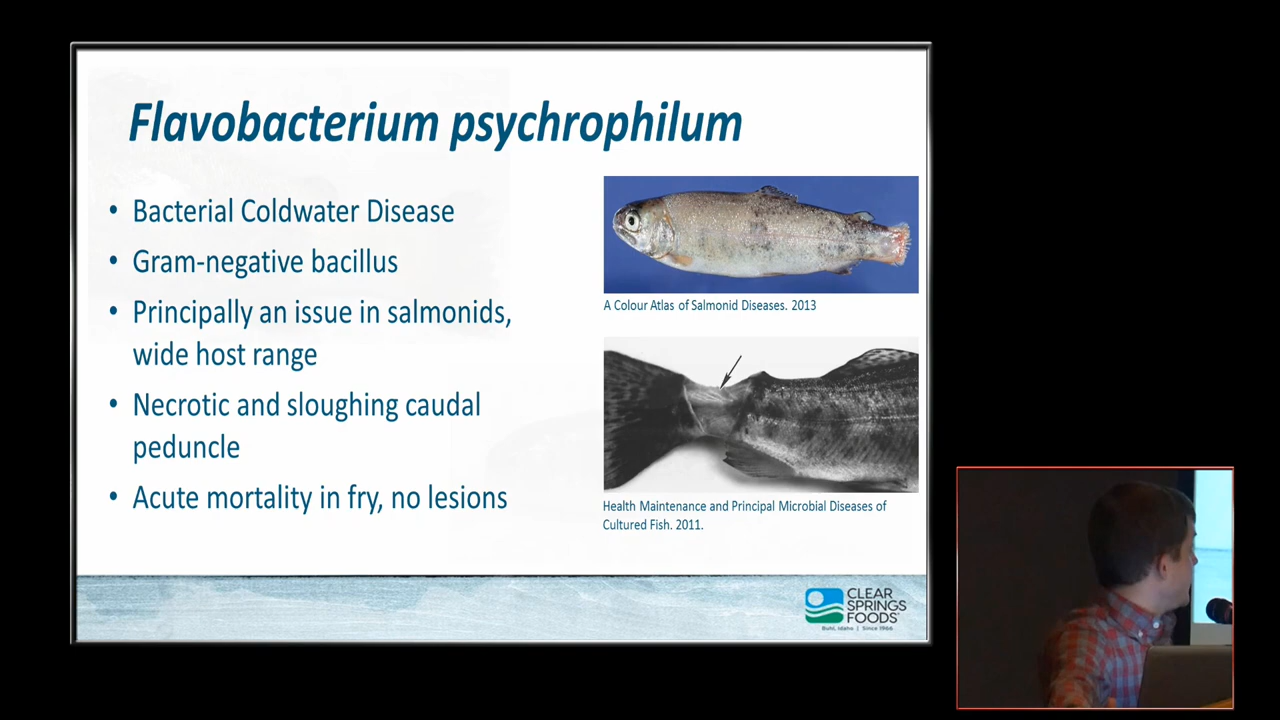 Flavobacterium psychrophilum
• Bacterial Coldwater Disease
• Gram-negative bacillus
• Principally an issue in salmonids,
wide host range
• Necrotic and sloughing caudal
peduncle
• Acute mortality in fry, no lesions
A Colour Atlas of Salmonid Diseases. 2013
Health Maintenance and Principal Microbial Diseases of
Cultured Fish. 2011.
CLEAR
SPRINGS
FOODS
Buhl, Idaho | Since 1966